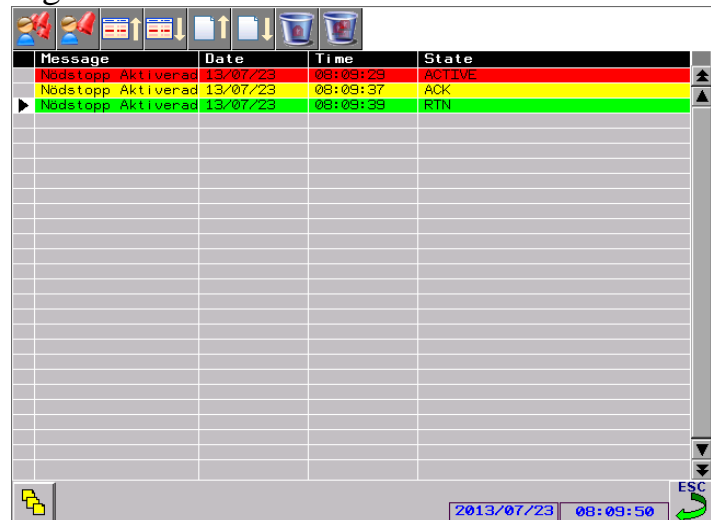 Message Date Time State
Nödstopp Aktiverad 13/07/23 08:09:29 ACTIVE
Nödstopp Aktiverad 13/07/23 08:09:37 ACK
Nödstopp Aktiverad 13/07/23 08:09:39 RTN
ESC
2013/07/23 08:09:50